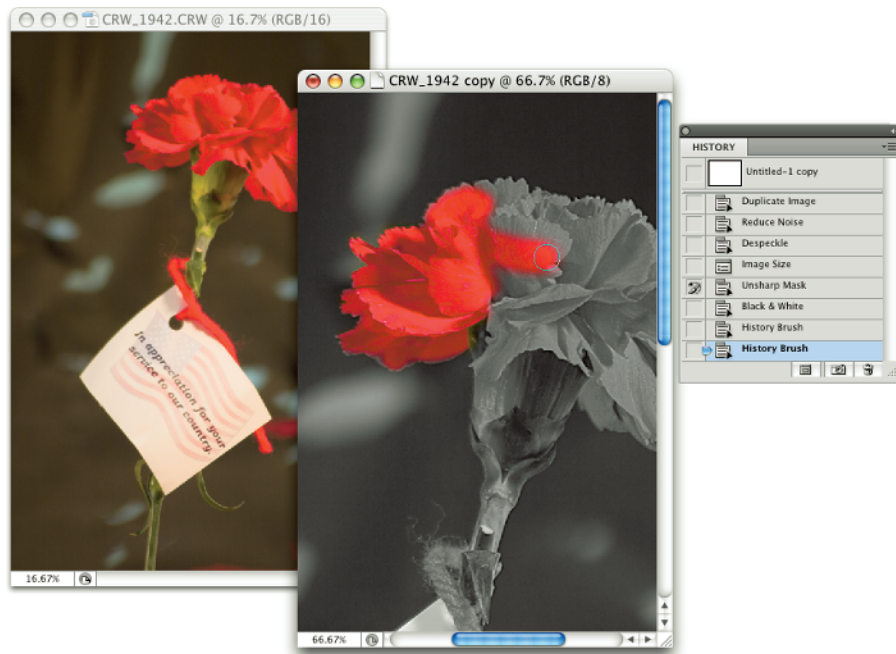 CRW_1942.CRW @ 16.7% (RGB/16)
In appreciation for your
service to our country.
16.67%
CRW_1942 copy @ 66.7% (RGB/8)
66.67%
HISTORY
Untitled-1 copy
Duplicate Image
Reduce Noise
Despeckle
Image Size
Unsharp Mask
Black & White
History Brush
History Brush